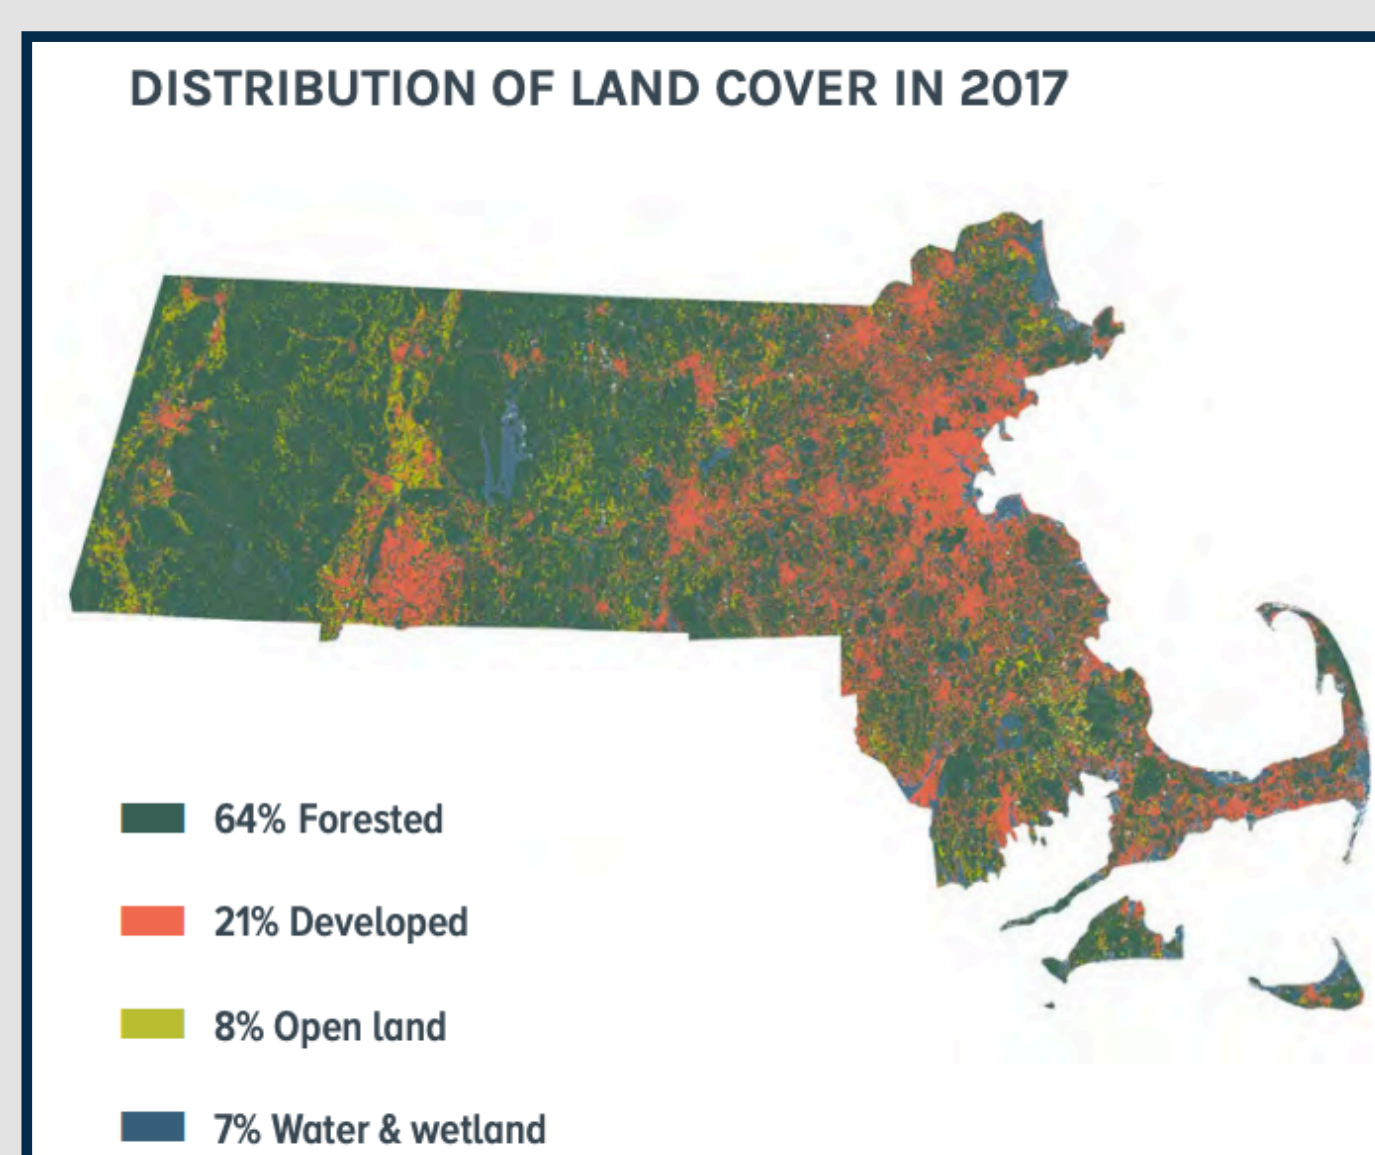 DISTRIBUTION OF LAND COVER IN 2017
64% Forested
21% Developed
8% Open land
7% Water & wetland